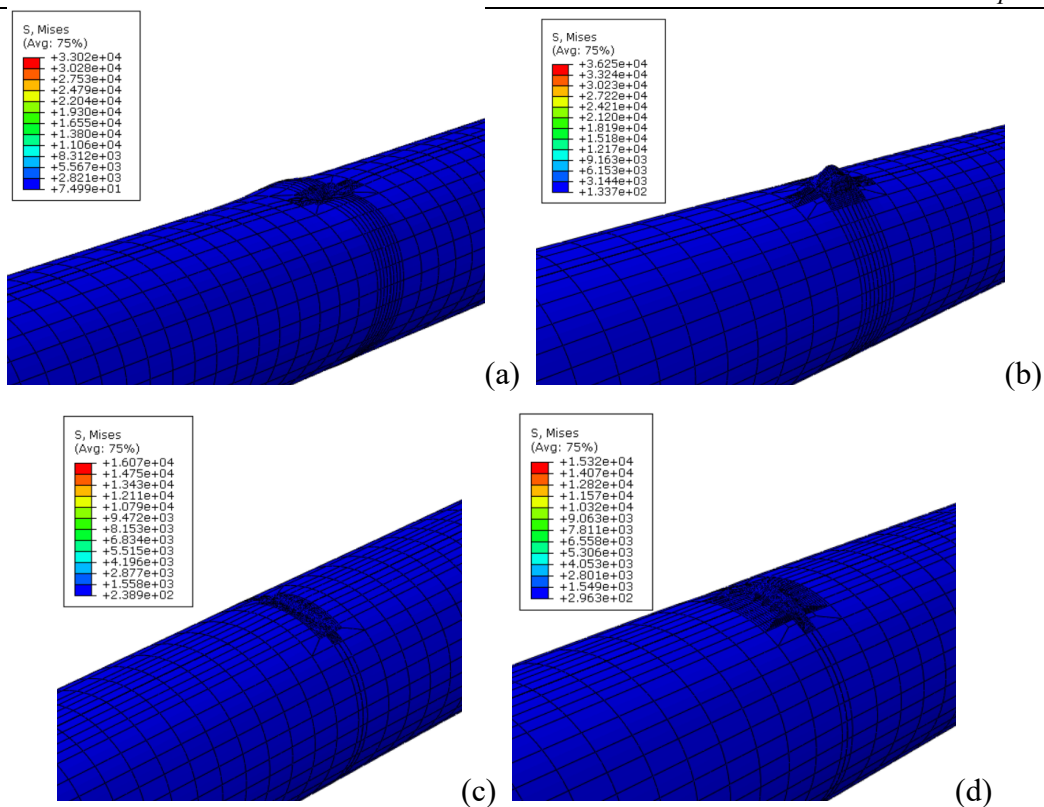 S, Mises
(Avg: 75%)
+3.302e+04
+3.028e+04
+2.753e+04
+2.479e+04
+2.204e+04
+1.930e+04
+1.655e+04
+1.380e+04
+1.106e+04
+8.312e+03
+5.567e+03
+2.821e+03
+7.499e+01
(a)
S, Mises
(Avg: 75%)
+3.625e+04
+3.324e+04
+3.023e+04
+2.722e+04
+2.421e+04
+2.120e+04
+1.819e+04
+1.518e+04
+1.217e+04
+9.163e+03
+6.153e+03
+3.144e+03
+1.337e+02
(b)
S, Mises
(Avg: 75%)
+1.607e+04
+1.475e+04
+1.343e+04
+1.211e+04
+1.079e+04
+9.472e+03
+8.153e+03
+6.834e+03
+5.515e+03
+4.196e+03
+2.877e+03
+1.558e+03
+2.389e+02
(c)
S, Mises
(Avg: 75%)
+1.532e+04
+1.407e+04
+1.282e+04
+1.157e+04
+1.032e+04
+9.063e+03
+7.811e+03
+6.558e+03
+5.306e+03
+4.053e+03
+2.801e+03
+1.549e+03
+2.963e+02
(d)